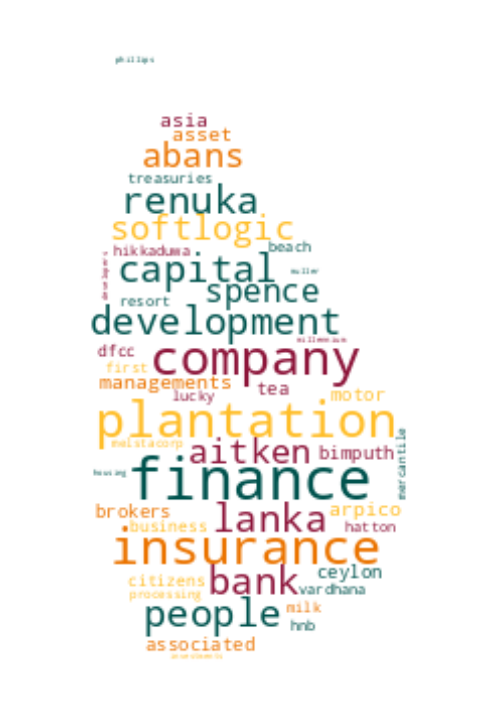 phillips
asia
asset
abans
treasuries
renuka
softlogic
hikkaduwa beach
capital muller
developers
spence
resort
development
millennium
dfcc company
first
managements tea
lucky motor
plantation
melstacorp
aitken bimputh
mercantile
housing finance
brokers lanka arpico
business hatton
insurance
citizens bank ceylon
processing vardhana
people milk
hnb
associated